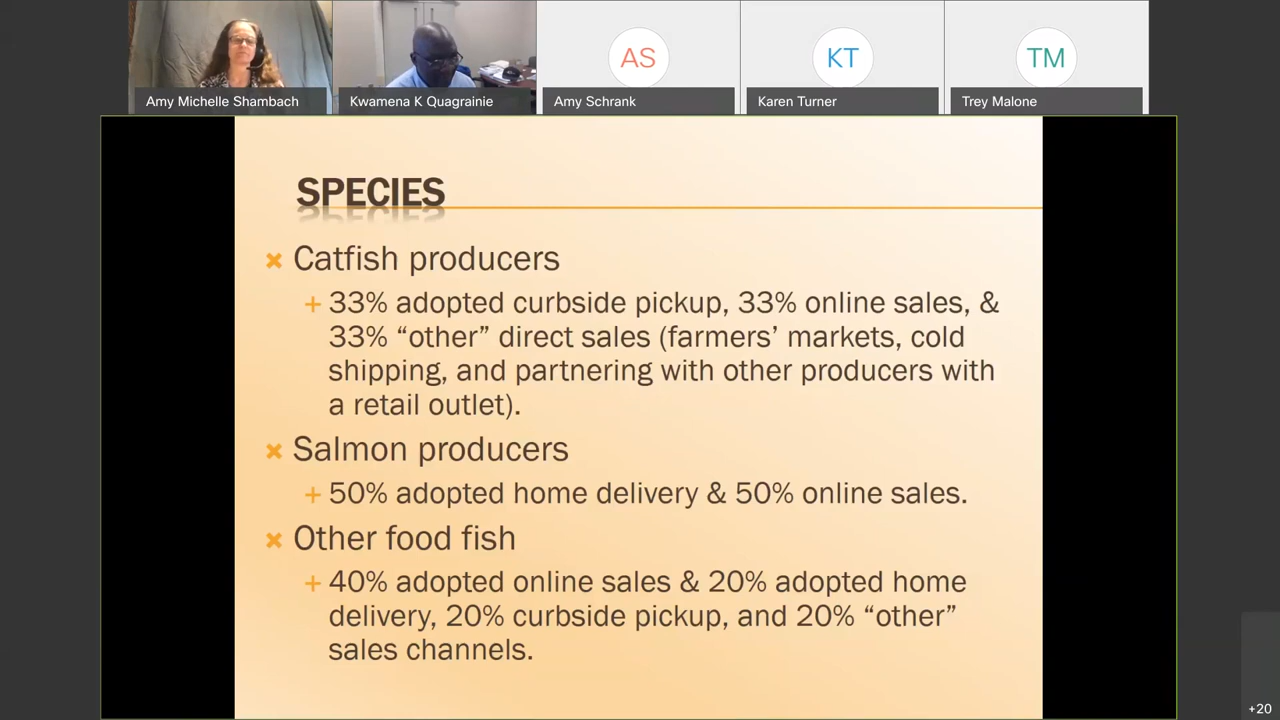 AS
KT
TM
Amy Michelle Shambach
Kwamena K Quagrainie
Amy Schrank
Karen Turner
Trey Malone
SPECIES
Catfish producers
33% adopted curbside pickup, 33% online sales, &
33% “other” direct sales (farmers’ markets, cold
shipping, and partnering with other producers with
a retail outlet).
Salmon producers
50% adopted home delivery & 50% online sales.
Other food fish
40% adopted online sales & 20% adopted home
delivery, 20% curbside pickup, and 20% “other”
sales channels.
+20